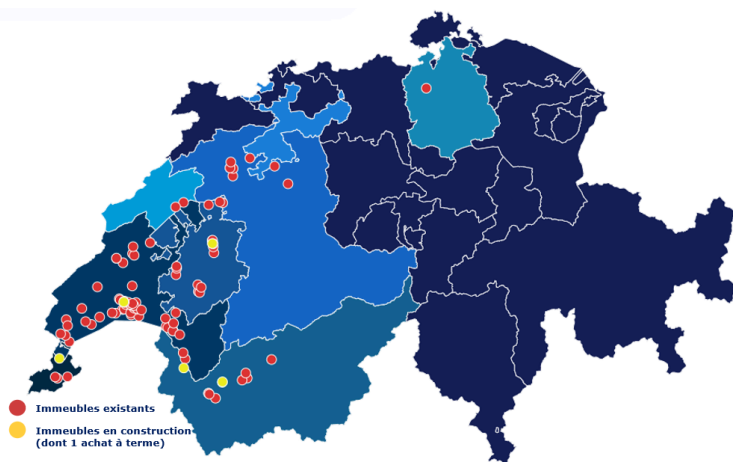 Immeubles existants
Immeubles en construction
(dont 1 achat à terme)